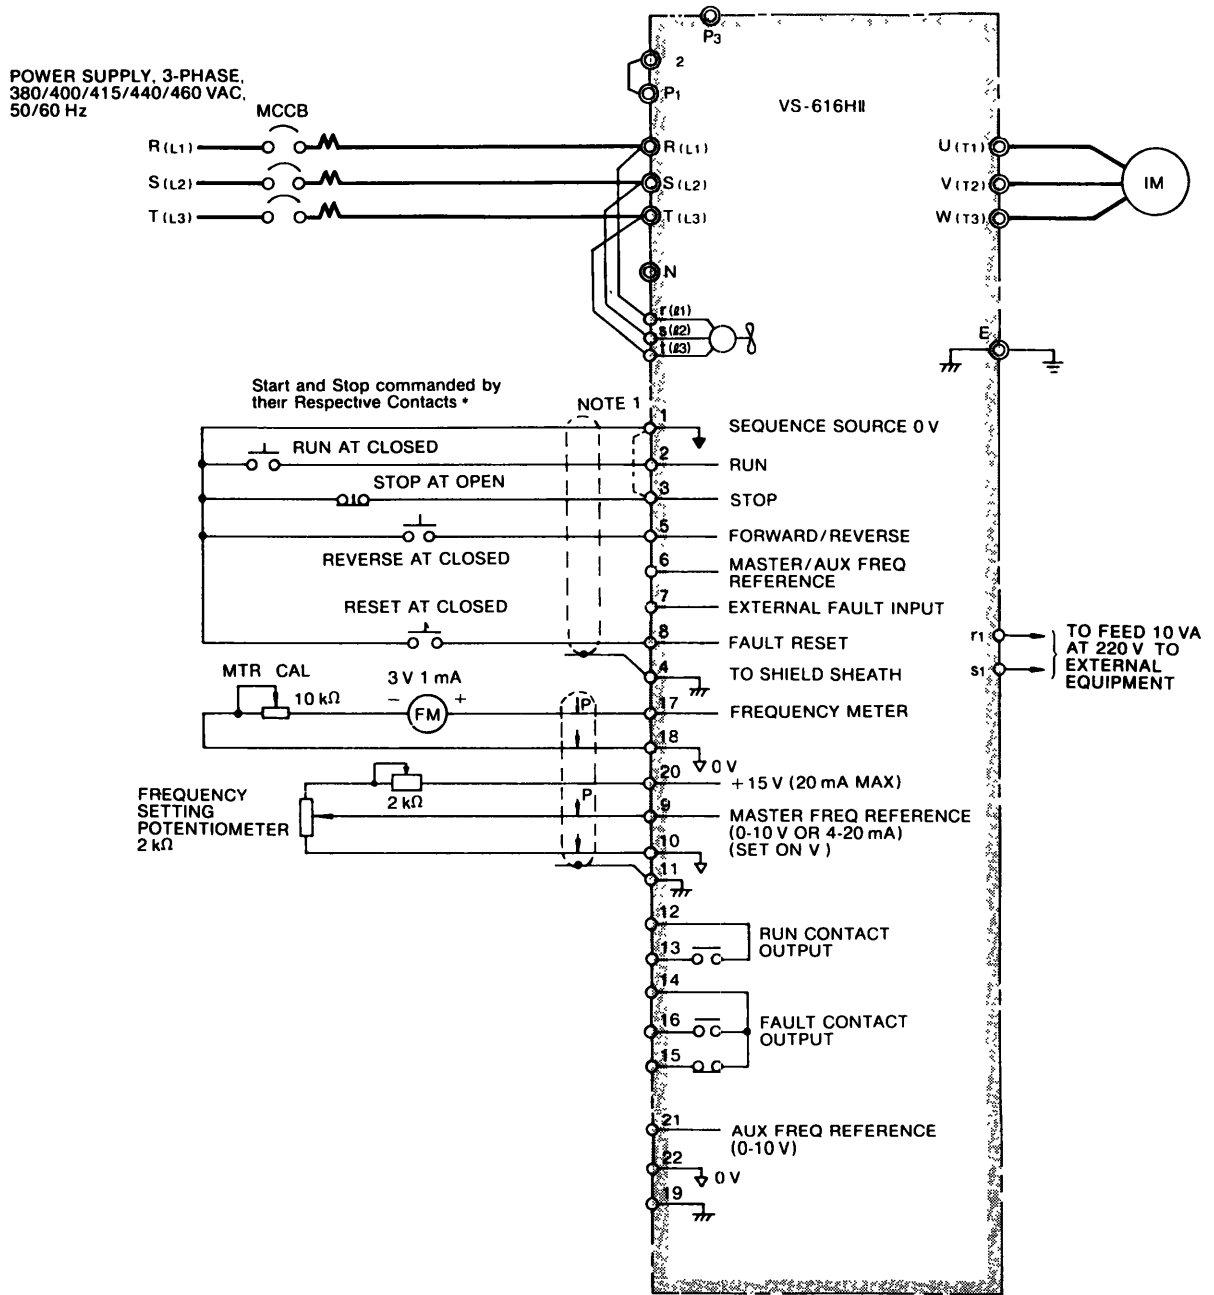 P3
2
POWER SUPPLY, 3-PHASE,
380/400/415/440/460 VAC,
50/60 Hz
MCCB
P1
VS-616HII
R(L1)
R(L1)
U(T1)
S(L2)
S(L2)
V(T2)
IM
T(L3)
T(L3)
W(T3)
N
r(ℓ1)
s(ℓ2)
t(ℓ3)
E
Start and Stop commanded by
their Respective Contacts *
NOTE 1
1
SEQUENCE SOURCE 0 V
RUN AT CLOSED
2
RUN
STOP AT OPEN
3
STOP
5
FORWARD/REVERSE
REVERSE AT CLOSED
6
MASTER/AUX FREQ
REFERENCE
7
EXTERNAL FAULT INPUT
RESET AT CLOSED
8
FAULT RESET
r1
s1
TO FEED 10 VA
AT 220 V TO
EXTERNAL
EQUIPMENT
4
TO SHIELD SHEATH
MTR CAL
10 kΩ
3 V 1 mA
− +
FM
P
17
FREQUENCY METER
18
0 V
20
+15 V (20 mA MAX)
2 kΩ
FREQUENCY
SETTING
POTENTIOMETER
2 kΩ
P
9
MASTER FREQ REFERENCE
(0-10 V OR 4-20 mA)
(SET ON V )
10
11
12
RUN CONTACT
OUTPUT
13
14
16
FAULT CONTACT
OUTPUT
15
21
AUX FREQ REFERENCE
(0-10 V)
22
0 V
19